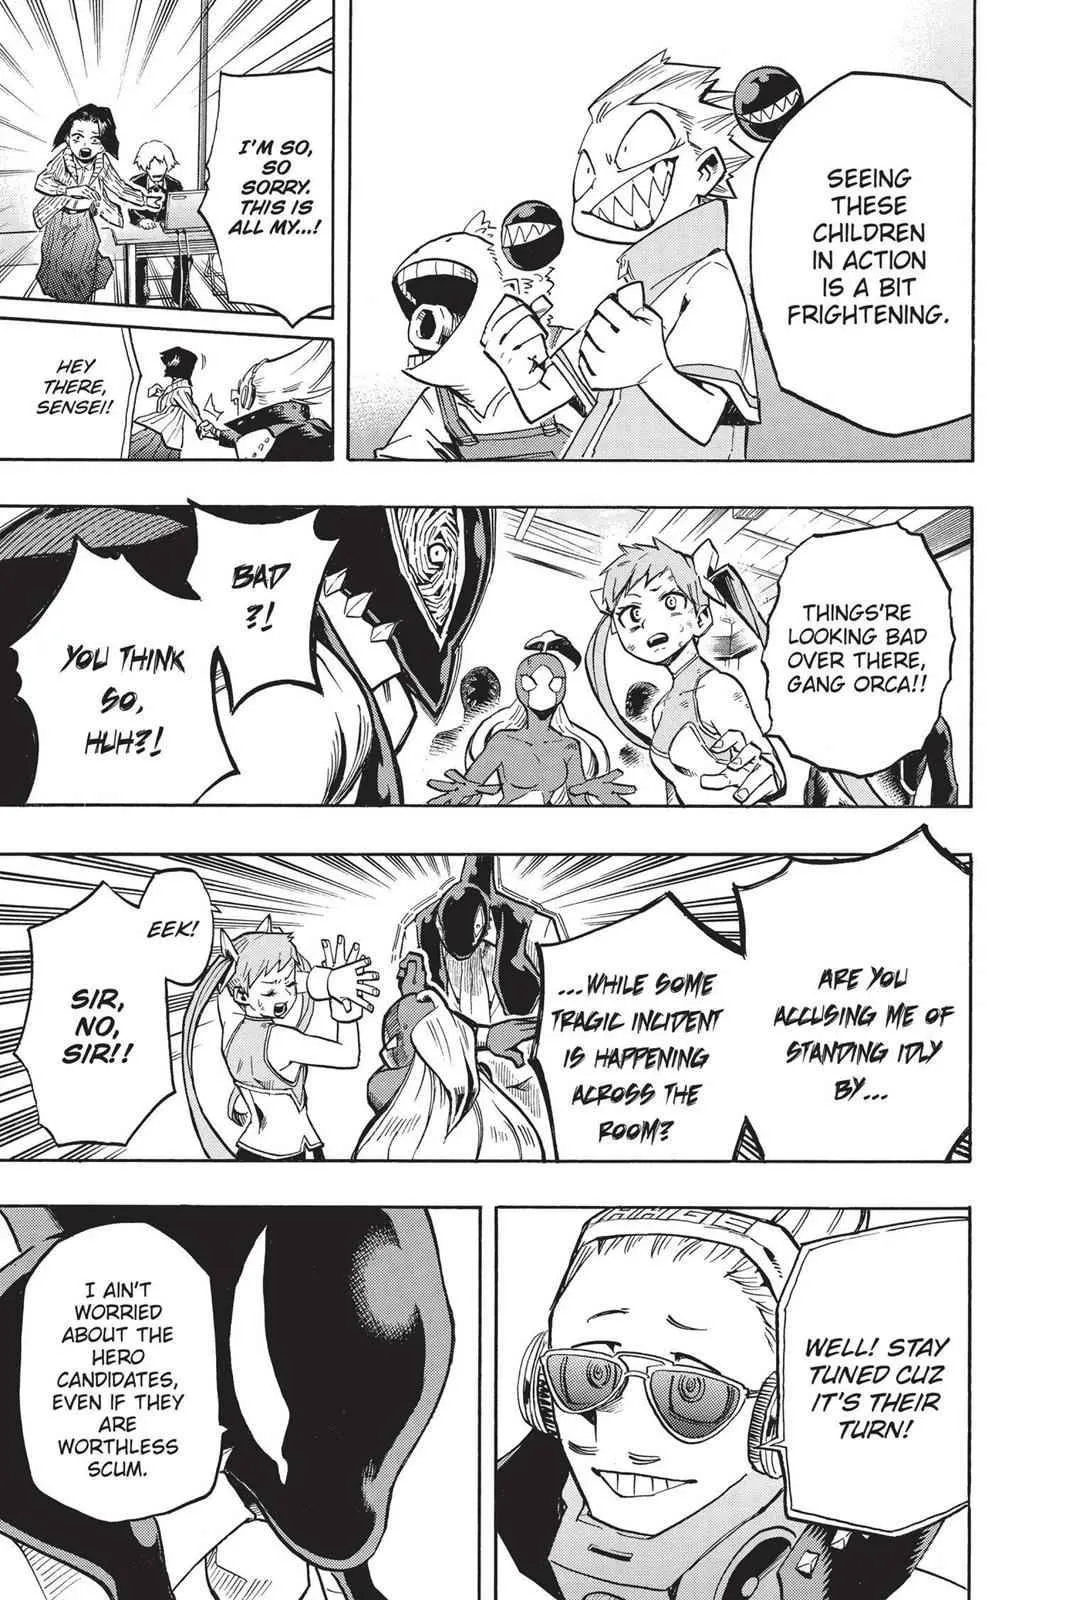 SEEING
THESE
CHILDREN
IN ACTION
IS A BIT
FRIGHTENING.
I'M SO,
SO
SORRY.
THIS IS
ALL MY...!
HEY
THERE,
SENSEI!
THINGS'RE
LOOKING BAD
OVER THERE,
GANG ORCA!!
BAD
?!
YOU THINK
SO,
HUH?!
ARE YOU
ACCUSING ME OF
STANDING IDLY
BY...
...WHILE SOME
TRAGIC INCIDENT
IS HAPPENING
ACROSS THE
ROOM?
EEK!
SIR,
NO,
SIR!!
WELL! STAY
TUNED CUZ
IT'S THEIR
TURN!
I AIN'T
WORRIED
ABOUT THE
HERO
CANDIDATES,
EVEN IF THEY
ARE
WORTHLESS
SCUM.